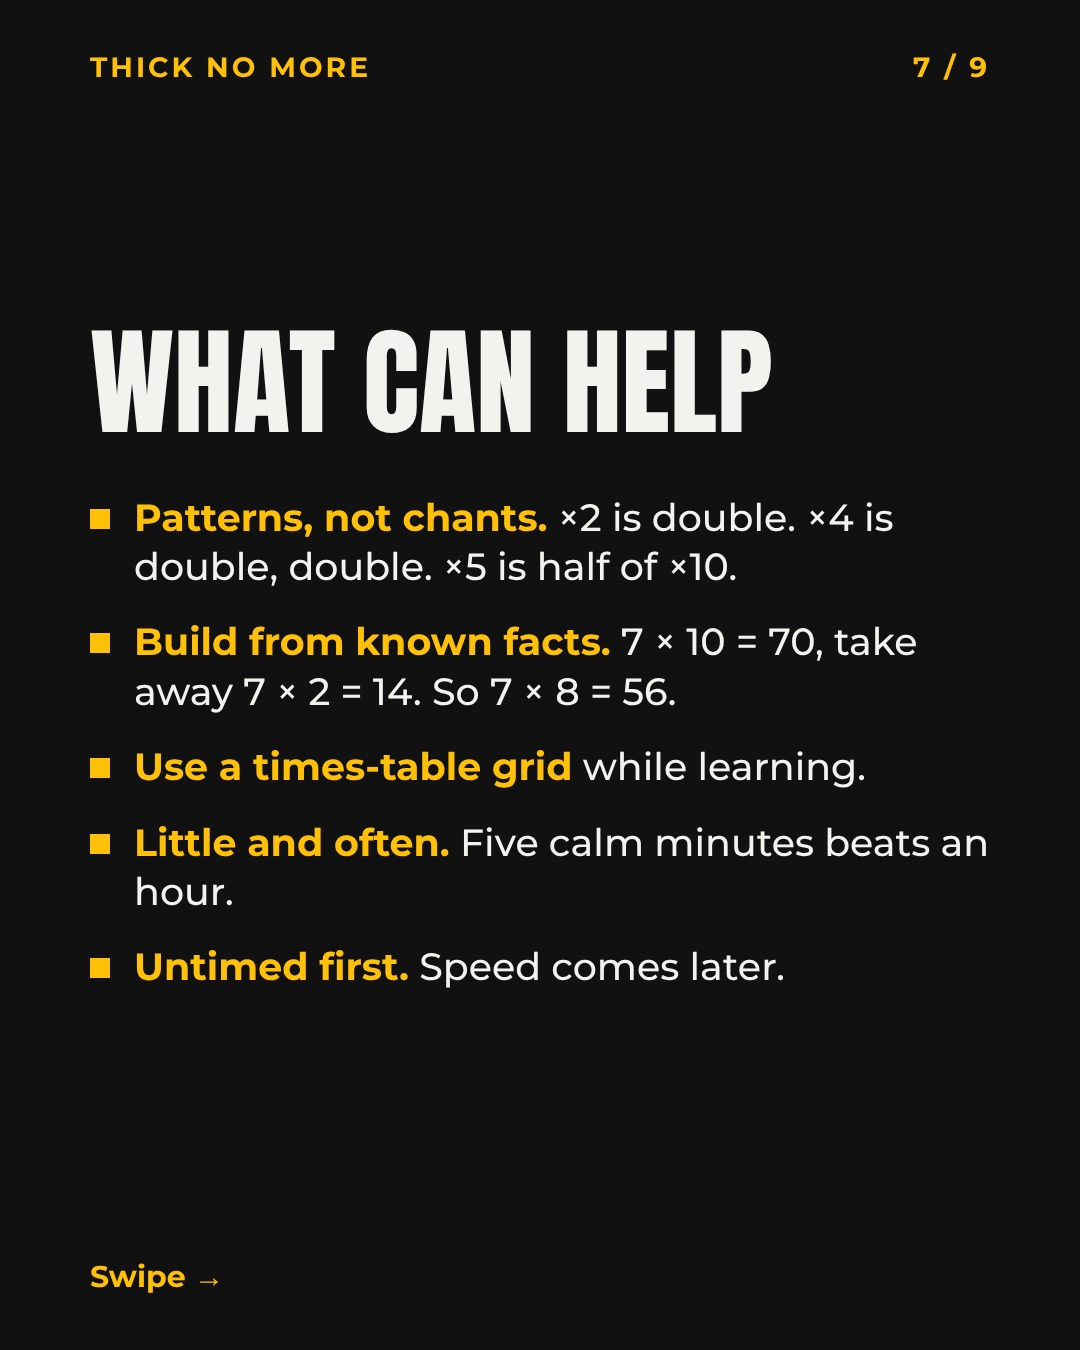 THICK NO MORE
7 / 9
WHAT CAN HELP
Patterns, not chants. ×2 is double. ×4 is
double, double. ×5 is half of ×10.
Build from known facts. 7 × 10 = 70, take
away 7 × 2 = 14. So 7 × 8 = 56.
Use a times-table grid while learning.
Little and often. Five calm minutes beats an
hour.
Untimed first. Speed comes later.
Swipe →